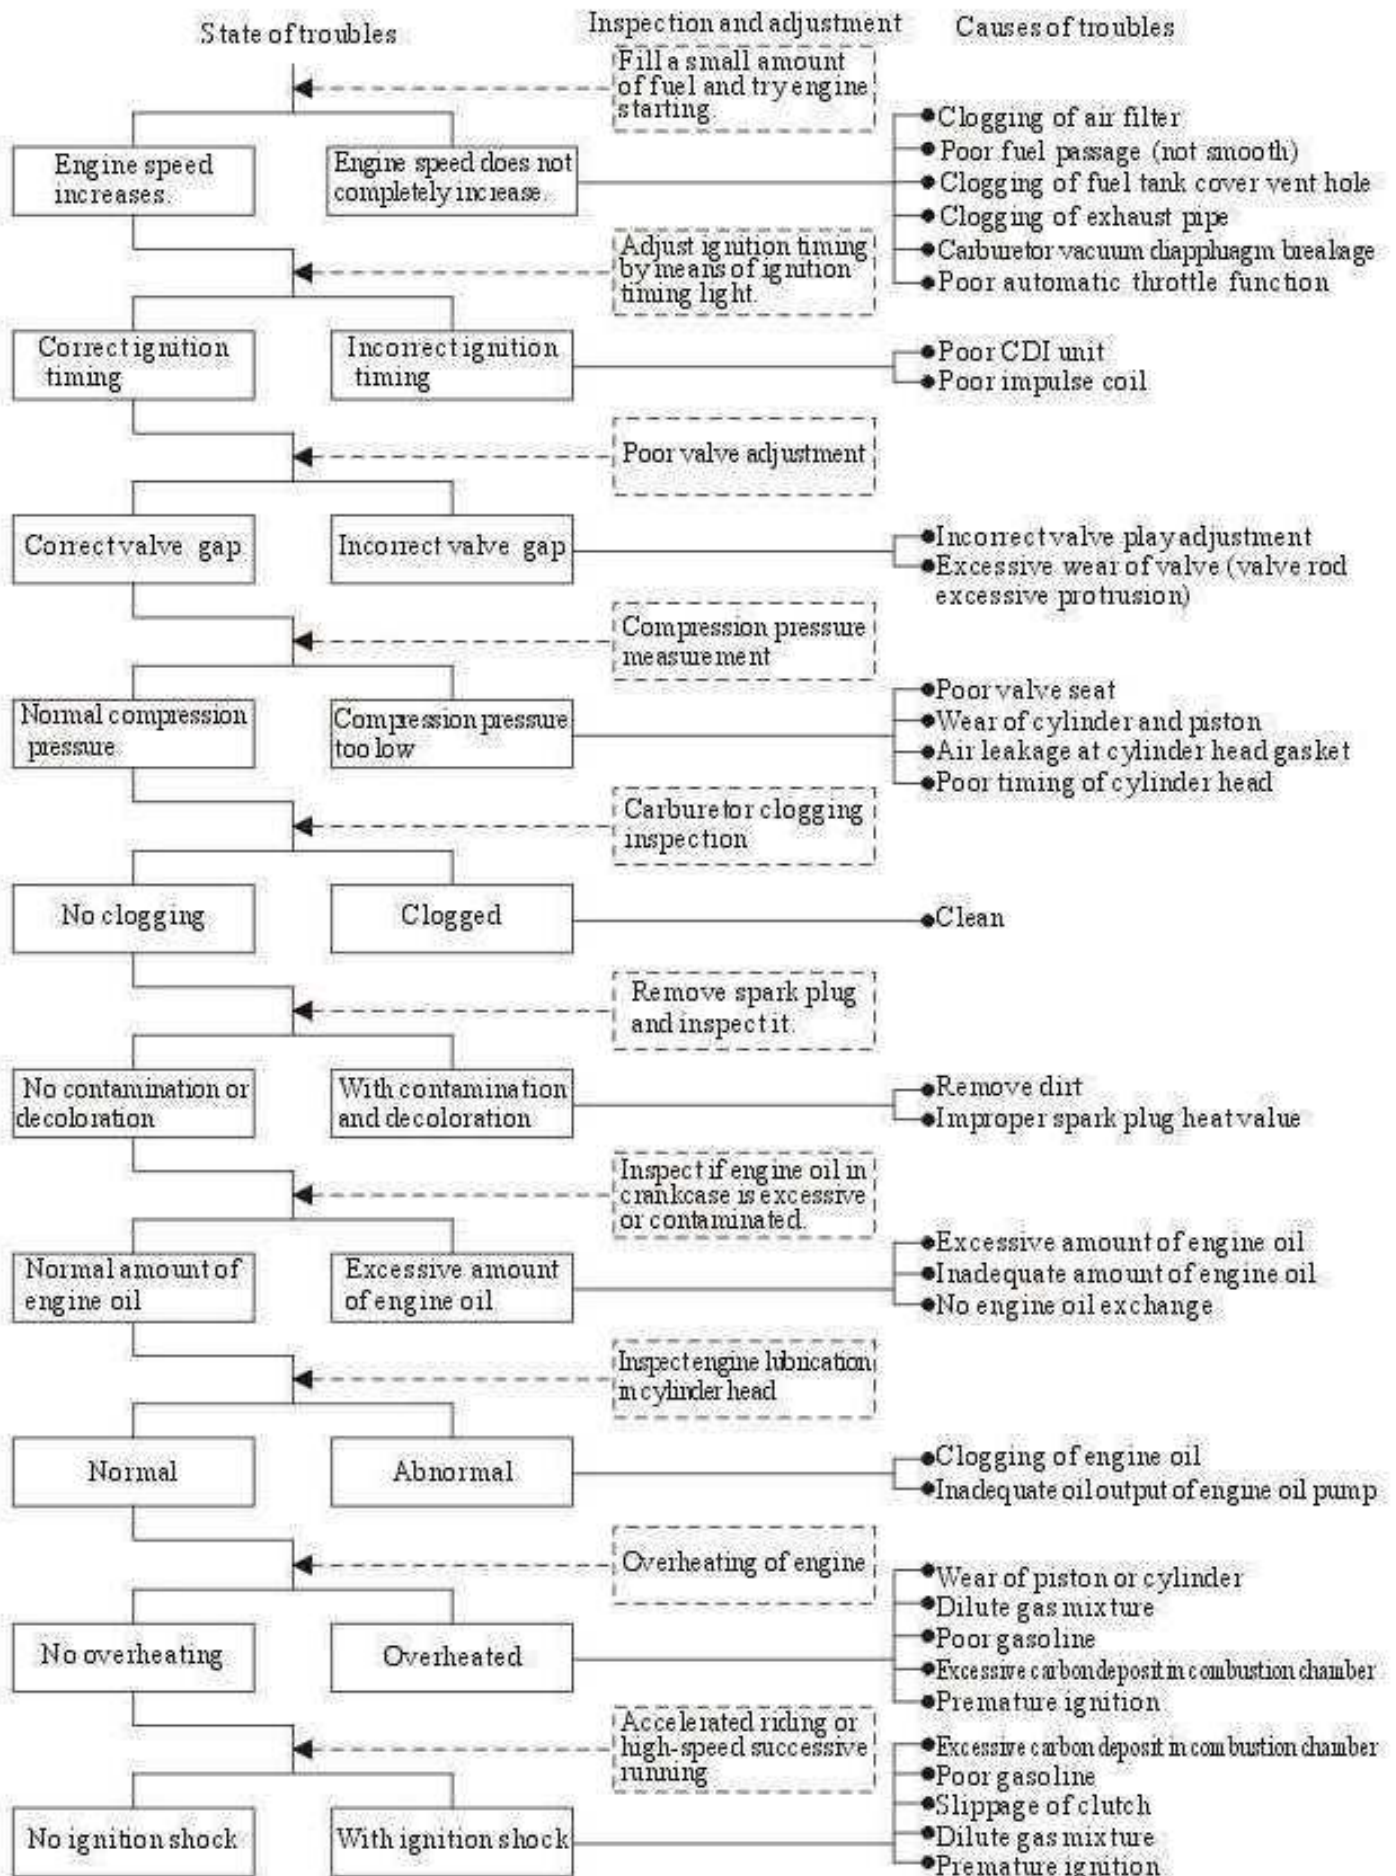 State of troubles
Inspection and adjustment
Causes of troubles
Fill a small amount
of fuel and try engine
starting.
Engine speed
increases.
Engine speed does not
completely increase.
Clogging of air filter
Poor fuel passage (not smooth)
Clogging of fuel tank cover vent hole
Clogging of exhaust pipe
Carburetor vacuum diapphragm breakage
Poor automatic throttle function
Adjust ignition timing
by means of ignition
timing light.
Correct ignition
timing
Incorrect ignition
timing
Poor CDI unit
Poor impulse coil
Poor valve adjustment
Correct valve gap
Incorrect valve gap
Incorrect valve play adjustment
Excessive wear of valve (valve rod
excessive protrusion)
Compression pressure
measurement
Normal compression
pressure
Compression pressure
too low
Poor valve seat
Wear of cylinder and piston
Air leakage at cylinder head gasket
Poor timing of cylinder head
Carburetor clogging
inspection
No clogging
Clogged
Clean
Remove spark plug
and inspect it.
No contamination or
decoloration
With contamination
and decoloration
Remove dirt
Improper spark plug heat value
Inspect if engine oil in
crankcase is excessive
or contaminated.
Normal amount of
engine oil
Excessive amount
of engine oil
Excessive amount of engine oil
Inadequate amount of engine oil
No engine oil exchange
Inspect engine lubrication
in cylinder head
Normal
Abnormal
Clogging of engine oil
Inadequate oil output of engine oil pump
Overheating of engine
No overheating
Overheated
Wear of piston or cylinder
Dilute gas mixture
Poor gasoline
Excessive carbon deposit in combustion chamber
Premature ignition
Accelerated riding or
high-speed successive
running
No ignition shock
With ignition shock
Excessive carbon deposit in combustion chamber
Poor gasoline
Slippage of clutch
Dilute gas mixture
Premature ignition